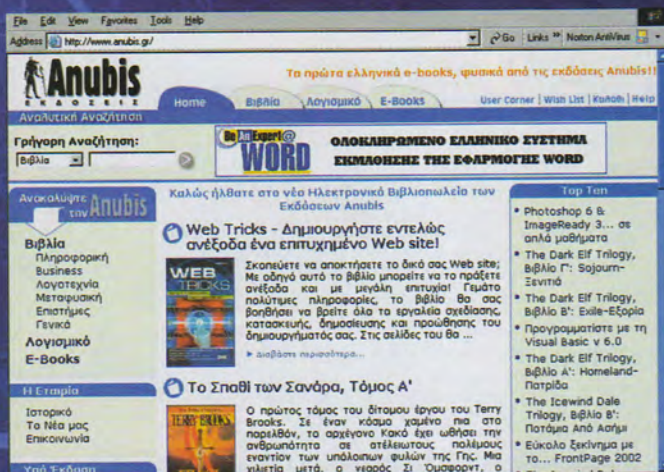 File Edit View Favorites Tools Help
Address http://www.anubis.gr/ Go Links » Norton AntiVirus
Anubis
ΕΚΔΟΣΕΙΣ
Τα πρώτα ελληνικά e-books, φυσικά από τις εκδόσεις Anubis!!
Home Βιβλία Λογισμικό E-Books
User Corner | Wish List | Καλάθι | Help
Αναλυτική Αναζήτηση
Γρήγορη Αναζήτηση:
Βιβλία
Be An Expert@
WORD
ΟΛΟΚΛΗΡΩΜΕΝΟ ΕΛΛΗΝΙΚΟ ΣΥΣΤΗΜΑ
ΕΚΜΑΘΗΣΗΣ ΤΗΣ ΕΦΑΡΜΟΓΗΣ WORD
Ανακαλύψτε
την Anubis
Βιβλία
Πληροφορική
Business
Λογοτεχνία
Μεταφυσική
Επιστήμες
Γενικά
Λογισμικό
E-Books
Η Εταιρία
Ιστορικό
Τα Νέα μας
Επικοινωνία
Υπό Έκδοση
Καλώς ήλθατε στο νέο Ηλεκτρονικό Βιβλιοπωλείο των
Εκδόσεων Anubis
Web Tricks - Δημιουργήστε εντελώς
ανέξοδα ένα επιτυχημένο Web site!
WEB
TRICKS
Σκοπεύετε να αποκτήσετε το δικό σας Web site;
Με οδηγό αυτό το βιβλίο μπορείτε να το πράξετε
ανέξοδα και με μεγάλη επιτυχία! Γεμάτο
πολύτιμες πληροφορίες, το βιβλίο θα σας
βοηθήσει να βρείτε όλα τα εργαλεία σχεδίασης,
κατασκευής, δημοσίευσης και προώθησης του
δημιουργήματός σας. Στις σελίδες του θα ...
Διαβάστε περισσότερα...
Το Σπαθί των Σανάρα, Τόμος Α'
TERRY BROOKS
Ο πρώτος τόμος του δίτομου έργου του Terry
Brooks. Σε έναν κόσμο χαμένο πια στο
παρελθόν, το αρχέγονο Κακό έχει ωθήσει την
ανθρωπότητα σε ατέλειωτους πολέμους
εναντίον των υπόλοιπων φυλών της Γης. Μια
χιλιετία μετά, ο νεαρός Σι Όμσφορντ, ο
Top Ten
• Photoshop 6 &
ImageReady 3... σε
απλά μαθήματα
• The Dark Elf Trilogy,
Βιβλίο Γ': Sojourn-
Ξενιτιά
• The Dark Elf Trilogy,
Βιβλίο Β': Exile-Εξορία
• Προγραμματίστε με τη
Visual Basic v 6.0
• The Dark Elf Trilogy,
Βιβλίο Α': Homeland-
Πατρίδα
• The Icewind Dale
Trilogy, Βιβλίο Β':
Ποτάμια Από Ασήμι
• Εύκολο ξεκίνημα με
το... FrontPage 2002